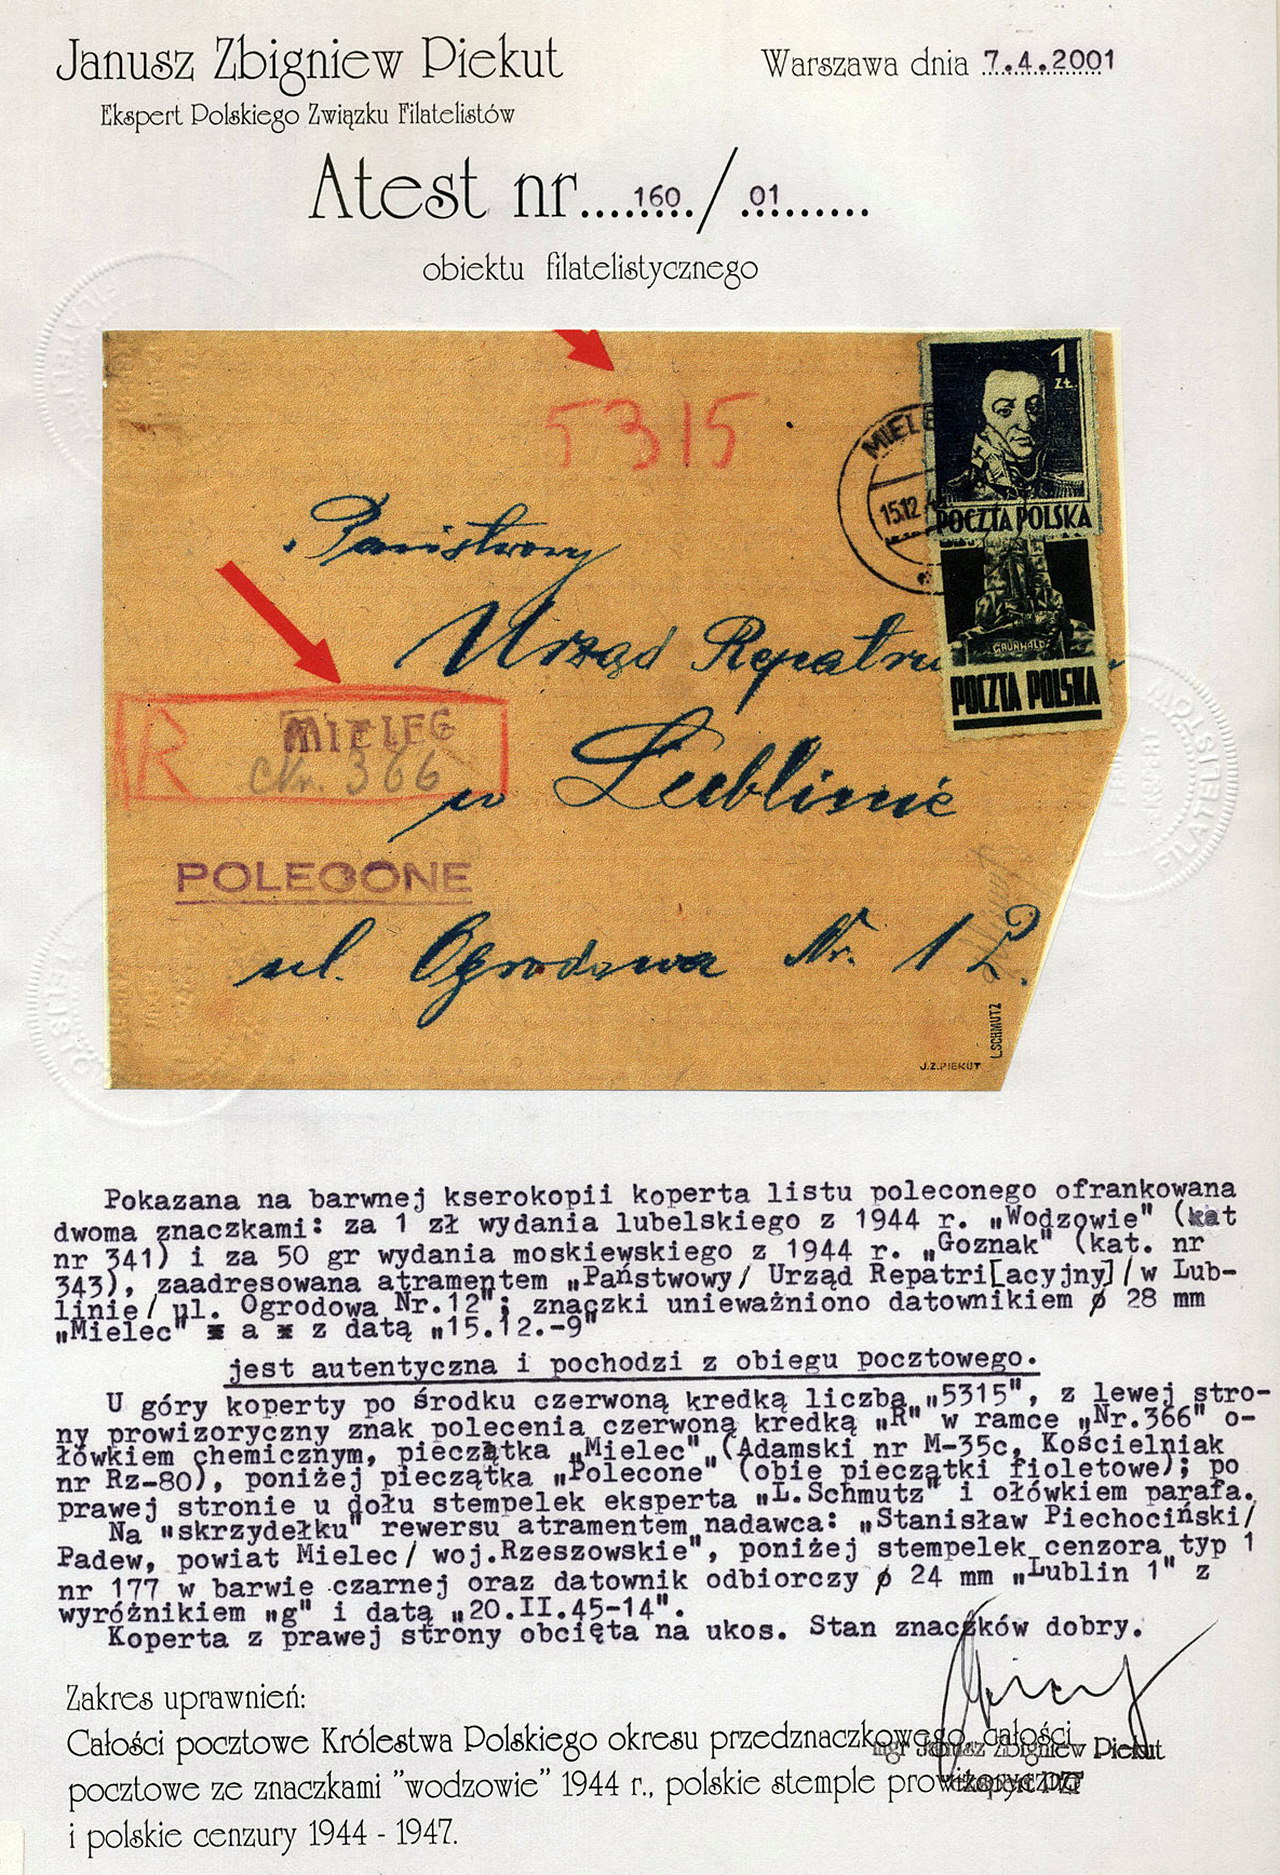 Janusz Zbigniew Piekut
Ekspert Polskiego Związku Filatelistów
Warszawa dnia 7.4.2001
Atest nr 160 / 01
obiektu filatelistycznego
5315
1
ZŁ.
POCZTA POLSKA
GRUNWALD
POCZTA POLSKA
MIELE
15.12.
Państwowy
Urząd Repatri
R MIELEC
Nr. 366
w Lublinie
POLECONE
ul. Ogrodowa Nr. 12.
L.SCHMUTZ
J.Z.PIEKUT
Pokazana na barwnej kserokopii koperta listu poleconego ofrankowana
dwoma znaczkami: za 1 zł wydania lubelskiego z 1944 r. „Wodzowie" (kat
nr 341) i za 50 gr wydania moskiewskiego z 1944 r. „Goznak" (kat. nr
343), zaadresowana atramentem „Państwowy/ Urząd Repatri[acyjny]/w Lub-
linie/ ul. Ogrodowa Nr.12"; znaczki unieważniono datownikiem ø 28 mm
„Mielec" * a * z datą „15.12.-9"
jest autentyczna i pochodzi z obiegu pocztowego.
U góry koperty po środku czerwoną kredką liczba „5315", z lewej stro-
ny prowizoryczny znak polecenia czerwoną kredką „R" w ramce „Nr.366" o-
łówkiem chemicznym, pieczątka „Mielec" (Adamski nr M-35c, Kościelniak
nr Rz-80), poniżej pieczątka „Polecone" (obie pieczątki fioletowe); po
prawej stronie u dołu stempelek eksperta „L.Schmutz" i ołówkiem parafa.
Na "skrzydełku" rewersu atramentem nadawca: „Stanisław Piechociński/
Padew, powiat Mielec/ woj.Rzeszowskie", poniżej stempelek cenzora typ 1
nr 177 w barwie czarnej oraz datownik odbiorczy ø 24 mm „Lublin 1" z
wyróżnikiem „g" i datą „20.II.45-14".
Koperta z prawej strony obcięta na ukos. Stan znaczków dobry.
Zakres uprawnień:
Całości pocztowe Królestwa Polskiego okresu przedznaczkowego, całości
pocztowe ze znaczkami "wodzowie" 1944 r., polskie stemple prowizoryczne
i polskie cenzury 1944 - 1947.
mgr Janusz Zbigniew Piekut